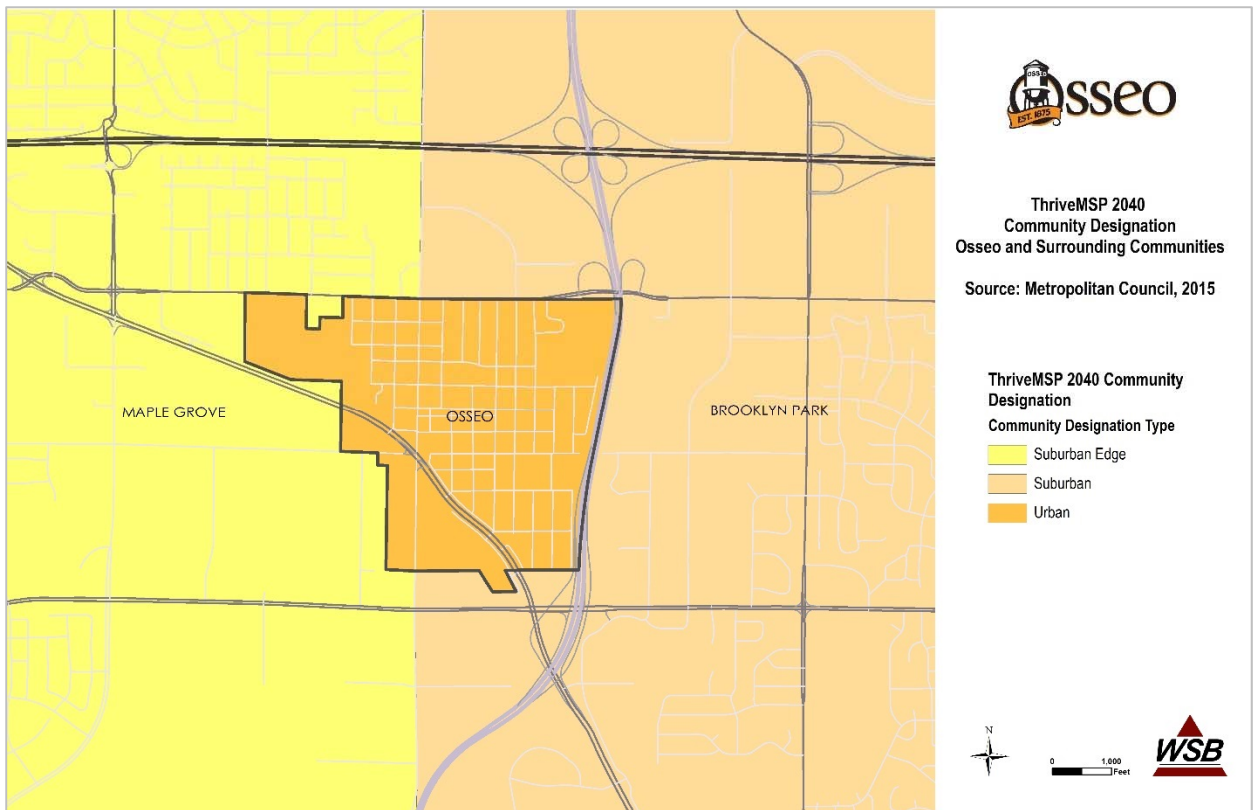 OSSEO
Osseo
EST. 1875
ThriveMSP 2040
Community Designation
Osseo and Surrounding Communities
Source: Metropolitan Council, 2015
MAPLE GROVE
OSSEO
BROOKLYN PARK
ThriveMSP 2040 Community
Designation
Community Designation Type
Suburban Edge
Suburban
Urban
N
0 1,000
Feet
WSB